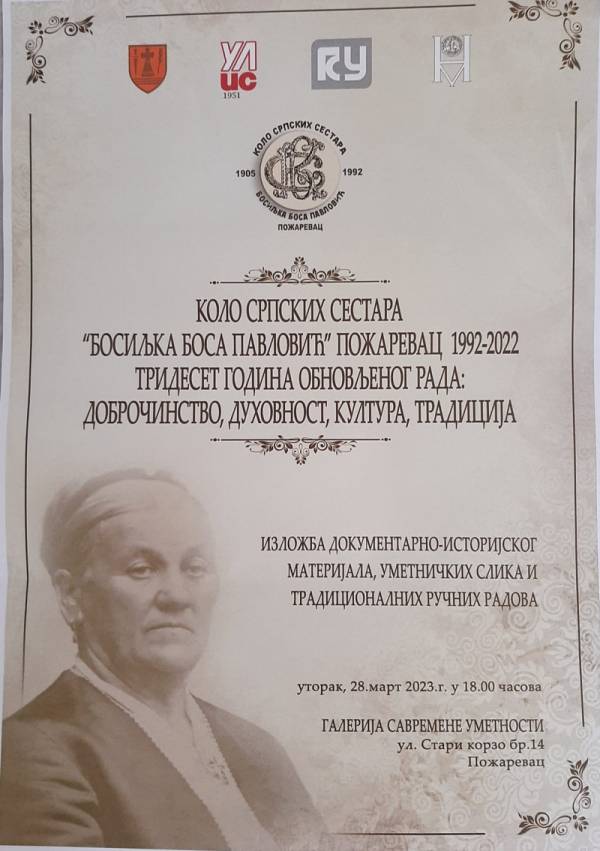 УЛ
ИС
1951
КУ
НМ
КОЛО СРПСКИХ СЕСТАРА
1905
1992
БОСИЉКА БОСА ПАВЛОВИЋ
ПОЖАРЕВАЦ
КОЛО СРПСКИХ СЕСТАРА
“БОСИЉКА БОСА ПАВЛОВИЋ” ПОЖАРЕВАЦ 1992-2022
ТРИДЕСЕТ ГОДИНА ОБНОВЉЕНОГ РАДА:
ДОБРОЧИНСТВО, ДУХОВНОСТ, КУЛТУРА, ТРАДИЦИЈА
ИЗЛОЖБА ДОКУМЕНТАРНО-ИСТОРИЈСКОГ
МАТЕРИЈАЛА, УМЕТНИЧКИХ СЛИКА И
ТРАДИЦИОНАЛНИХ РУЧНИХ РАДОВА
уторак, 28.март 2023.г. у 18.00 часова
ГАЛЕРИЈА САВРЕМЕНЕ УМЕТНОСТИ
ул. Стари корзо бр.14
Пожаревац